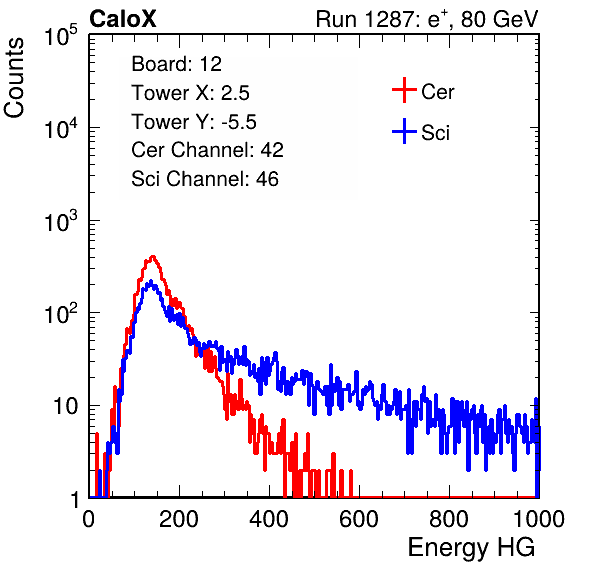 CaloX Run 1287: e⁺, 80 GeV
Counts
10⁵
10⁴
10³
10²
10
1
Board: 12
Tower X: 2.5
Tower Y: -5.5
Cer Channel: 42
Sci Channel: 46
Cer
Sci
0 200 400 600 800 1000
Energy HG